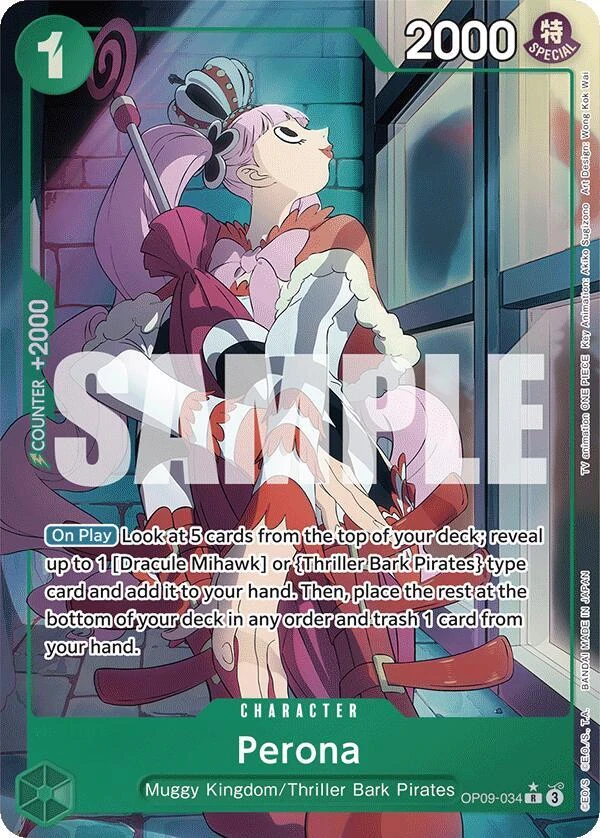 1
2000
特
SPECIAL
COUNTER +2000
SAMPLE
On Play Look at 5 cards from the top of your deck; reveal
up to 1 [Dracule Mihawk] or {Thriller Bark Pirates} type
card and add it to your hand. Then, place the rest at the
bottom of your deck in any order and trash 1 card from
your hand.
CHARACTER
Perona
Muggy Kingdom/Thriller Bark Pirates
OP09-034 R 3
TV animation ONE PIECE Key Animation: Akiko Sugizono Art Design: Wong Kok Wai
©E.O/S ©E.O./S., T.A. BANDAI MADE IN JAPAN